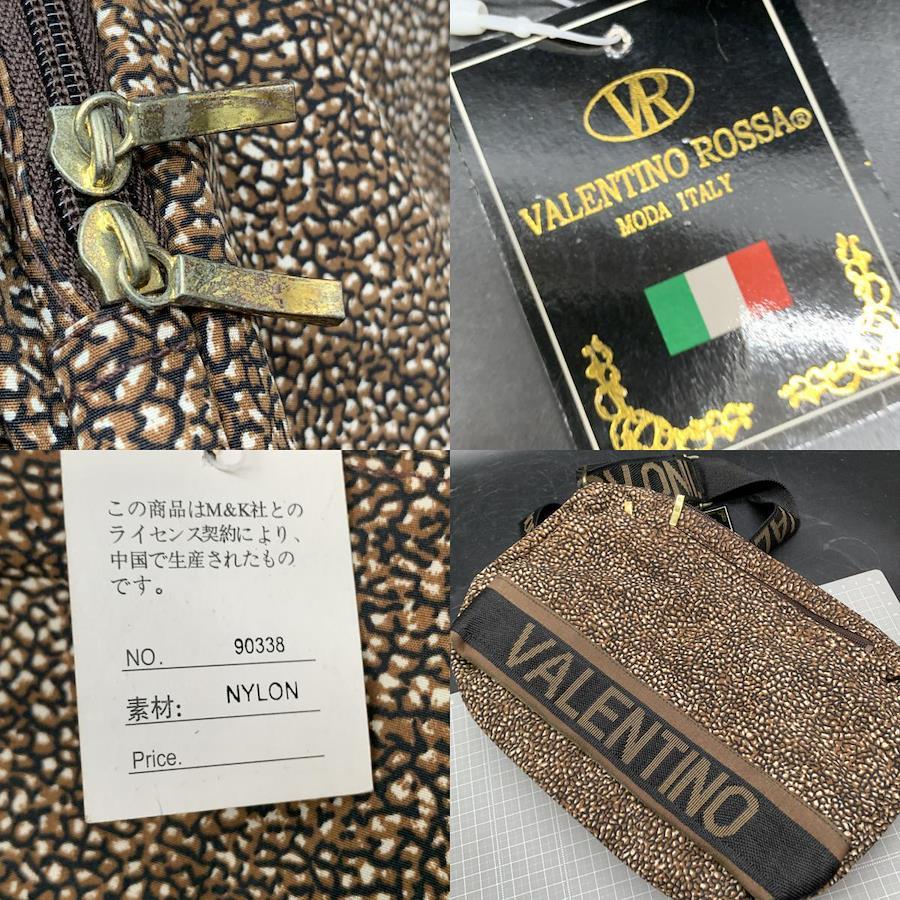 VR
VALENTINO ROSSA®
MODA ITALY
この商品はM&K社との
ライセンス契約により、
中国で生産されたもの
です。
NO. 90338
素材: NYLON
Price.
VALENTINO